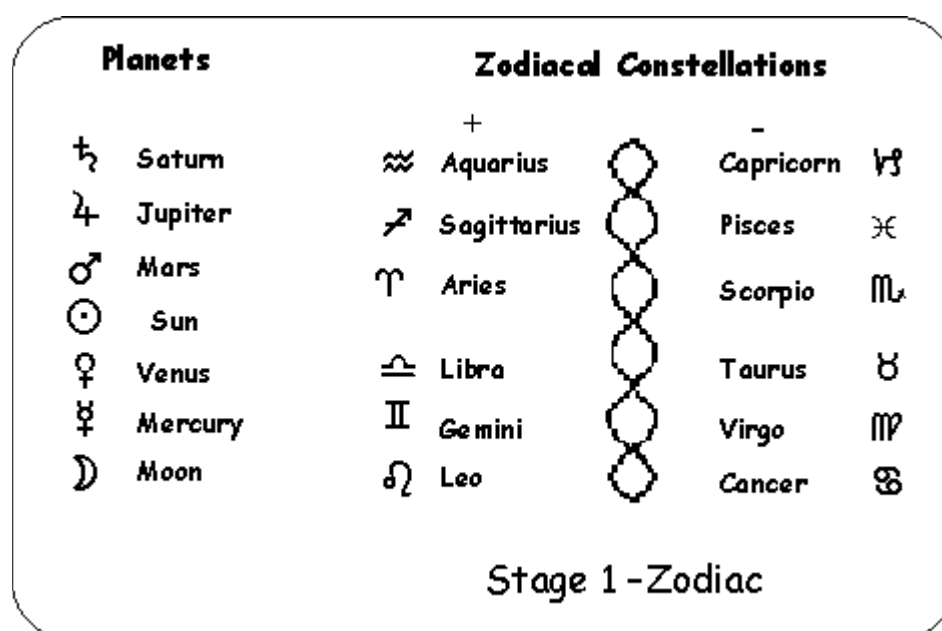 Planets Zodiacal Constellations
+ -
♄ Saturn ♒ Aquarius Capricorn ♑
♃ Jupiter ♐ Sagittarius Pisces ♓
♂ Mars ♈ Aries Scorpio ♏
☉ Sun
♀ Venus ♎ Libra Taurus ♉
☿ Mercury ♊ Gemini Virgo ♍
☽ Moon ♌ Leo Cancer ♋
Stage 1 -Zodiac